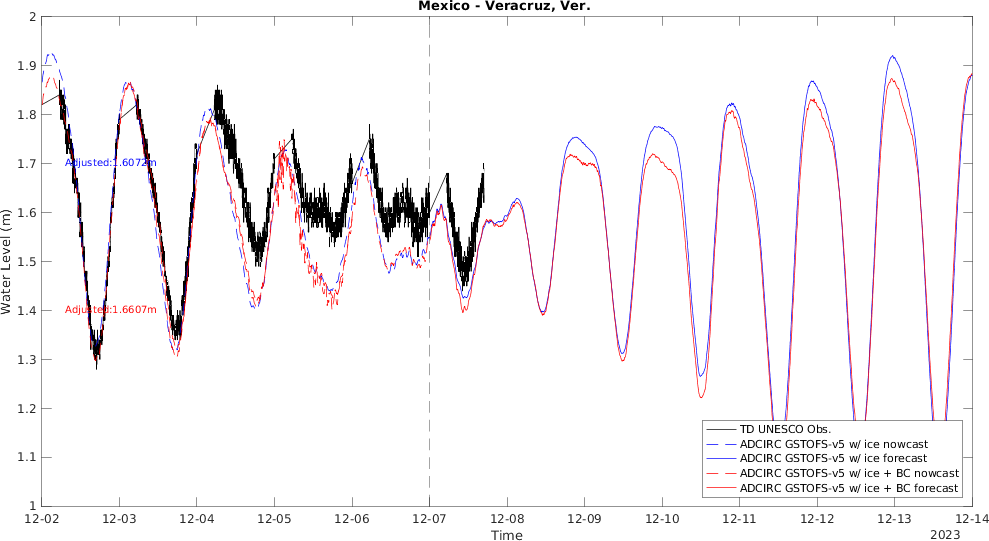 Mexico - Veracruz, Ver.
2
1.9
1.8
1.7
1.6
1.5
1.4
1.3
1.2
1.1
1
Water Level (m)
Adjusted:1.6072m
Adjusted:1.6607m
TD UNESCO Obs.
ADCIRC GSTOFS-v5 w/ ice nowcast
ADCIRC GSTOFS-v5 w/ ice forecast
ADCIRC GSTOFS-v5 w/ ice + BC nowcast
ADCIRC GSTOFS-v5 w/ ice + BC forecast
12-02 12-03 12-04 12-05 12-06 12-07 12-08 12-09 12-10 12-11 12-12 12-13 12-14
Time
2023